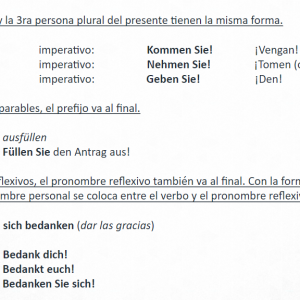 y la 3ra persona plural del presente tienen la misma forma.
imperativo: Kommen Sie! ¡Vengan!
imperativo: Nehmen Sie! ¡Tomen (
imperativo: Geben Sie! ¡Den!
parables, el prefijo va al final.
ausfüllen
Füllen Sie den Antrag aus!
flexivos, el pronombre reflexivo también va al final. Con la form
mbre personal se coloca entre el verbo y el pronombre reflexiv
sich bedanken (dar las gracias)
Bedank dich!
Bedankt euch!
Bedanken Sie sich!